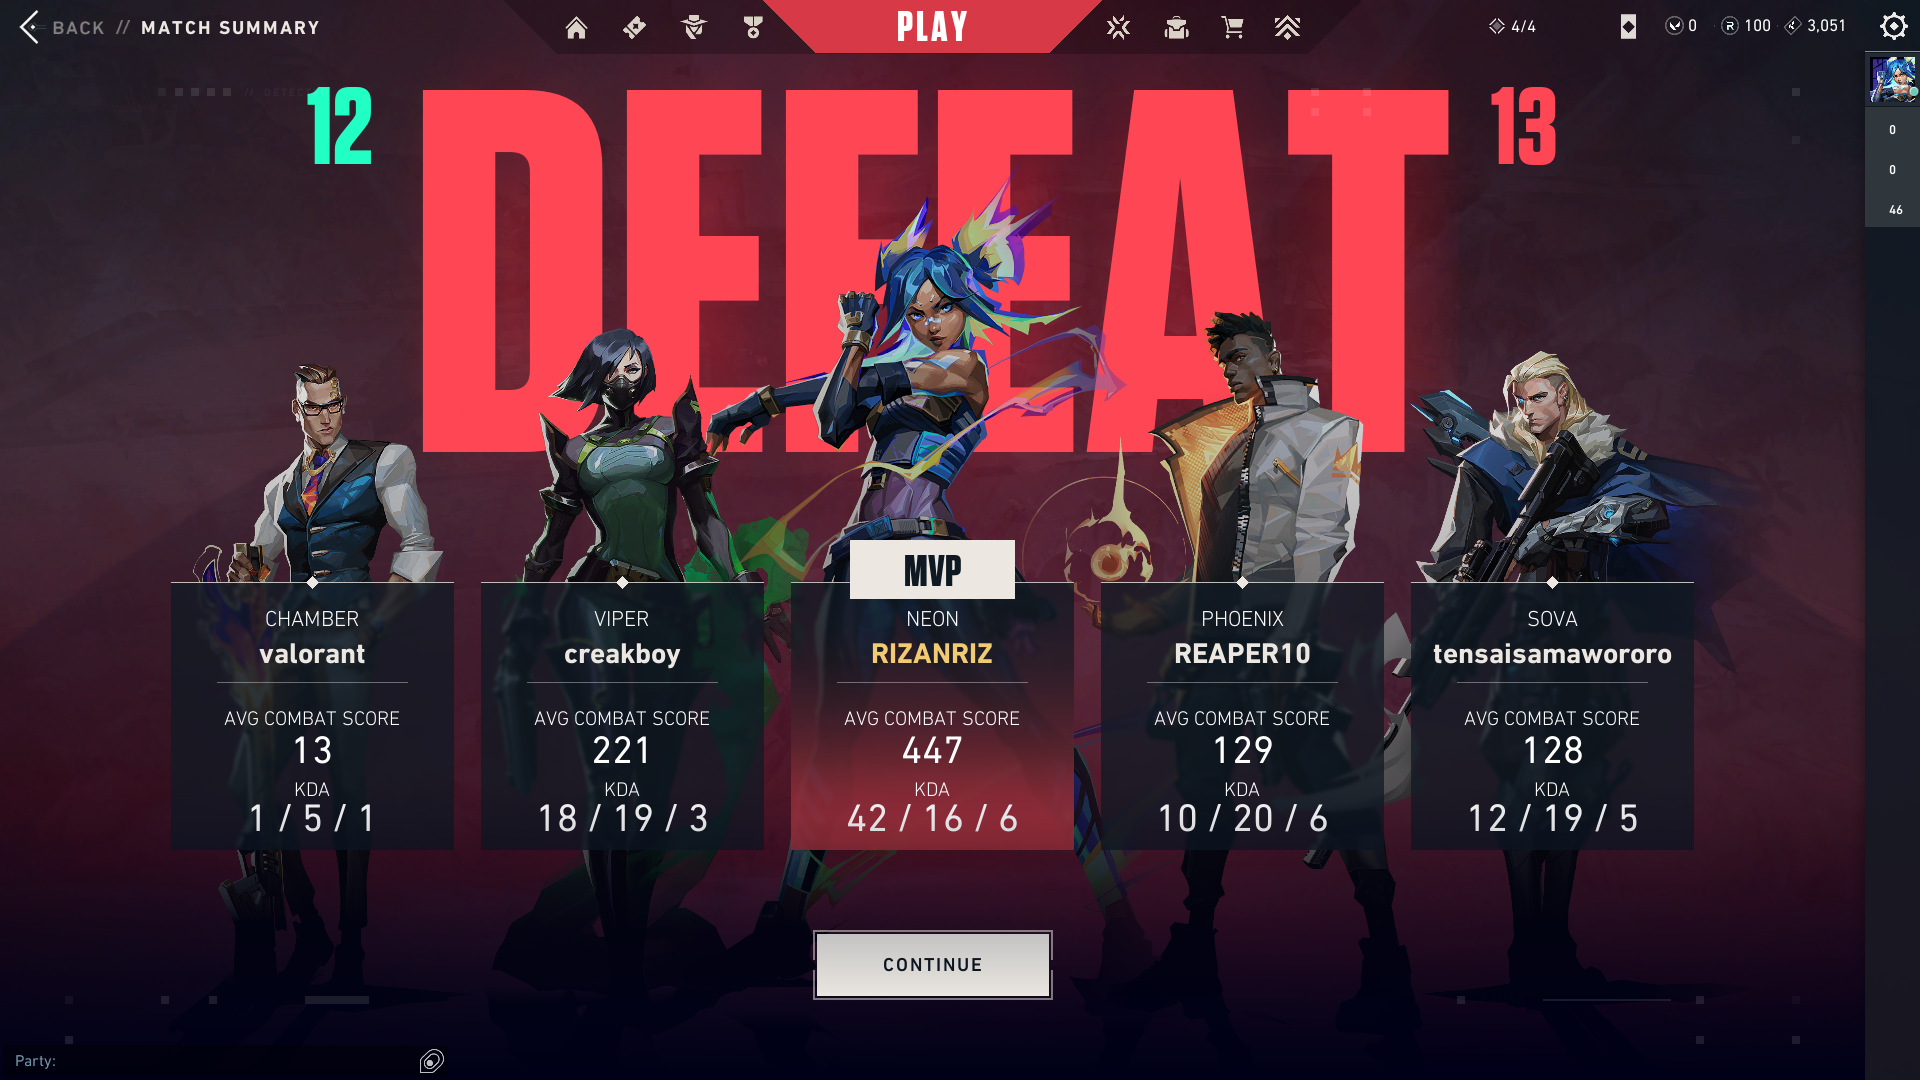 BACK // MATCH SUMMARY
PLAY
4/4
0
100
3,051
12
DEFEAT
13
0
0
46
MVP
CHAMBER
valorant
AVG COMBAT SCORE
13
KDA
1 / 5 / 1
VIPER
creakboy
AVG COMBAT SCORE
221
KDA
18 / 19 / 3
NEON
RIZANRIZ
AVG COMBAT SCORE
447
KDA
42 / 16 / 6
PHOENIX
REAPER10
AVG COMBAT SCORE
129
KDA
10 / 20 / 6
SOVA
tensaisamawororo
AVG COMBAT SCORE
128
KDA
12 / 19 / 5
CONTINUE
Party: